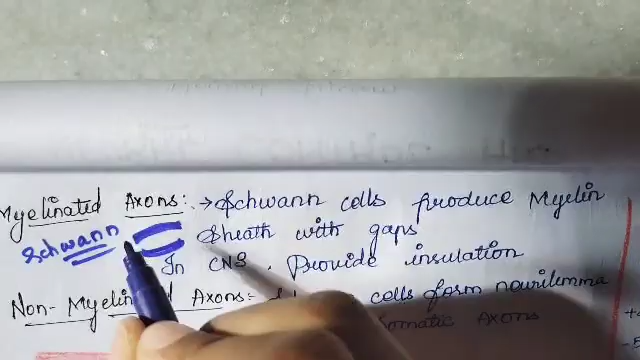 Myelinated Axons: → Schwann cells produce Myelin
Schwann Sheath with gaps
In CNS, Provide insulation
Non-Myelinated Axons: cells form neurilemma
Somatic Axons